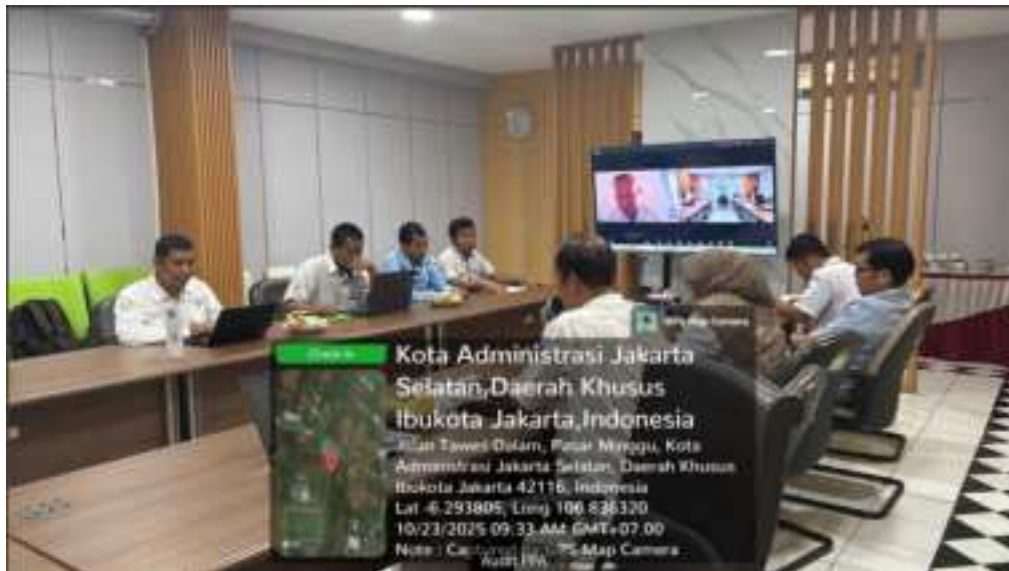 GPS Map Camera
Check In
Kota Administrasi Jakarta
Selatan,Daerah Khusus
Ibukota Jakarta,Indonesia
Jalan Tawes Dalam, Pasar Minggu, Kota
Administrasi Jakarta Selatan, Daerah Khusus
Ibukota Jakarta 42116, Indonesia
Lat -6.293809, Long 106.836320
10/23/2025 09:33 AM GMT+07:00
Note : Captured by GPS Map Camera